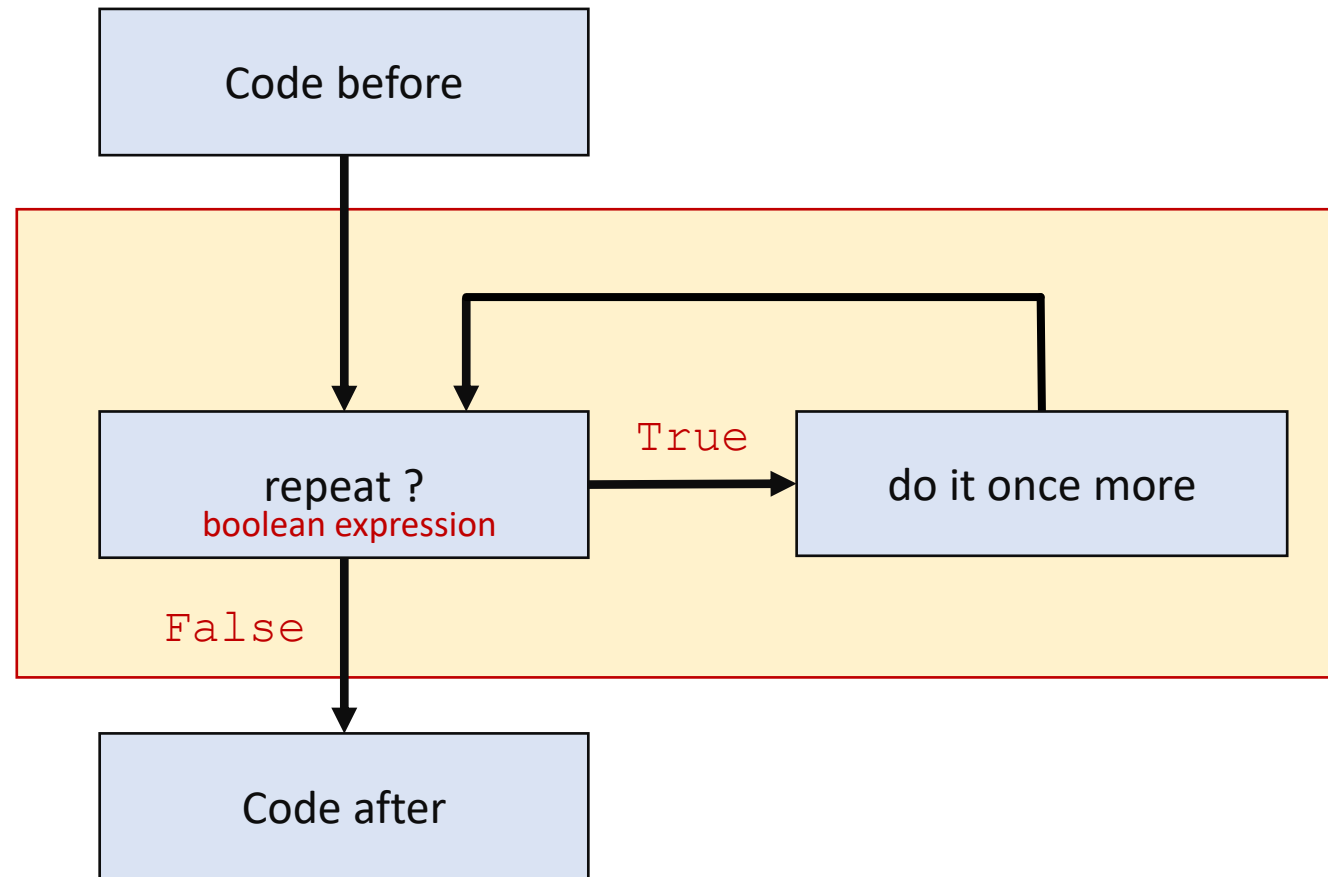 Code before
True
repeat ?
boolean expression
do it once more
False
Code after